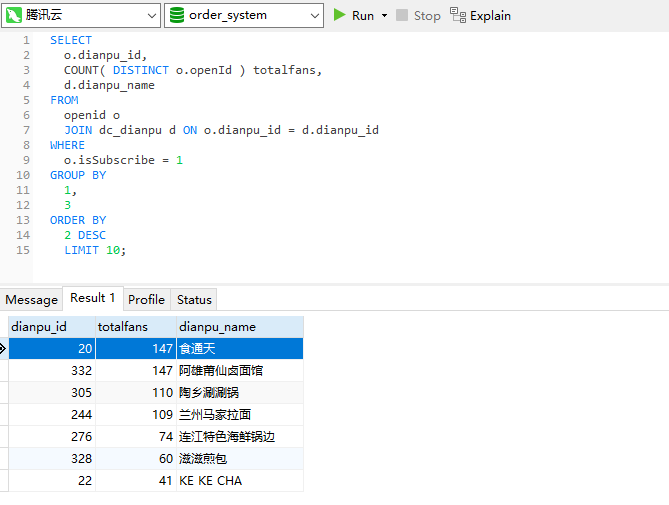 腾讯云 order_system Run Stop Explain
1 SELECT
2 o.dianpu_id,
3 COUNT( DISTINCT o.openId ) totalfans,
4 d.dianpu_name
5 FROM
6 openid o
7 JOIN dc_dianpu d ON o.dianpu_id = d.dianpu_id
8 WHERE
9 o.isSubscribe = 1
10 GROUP BY
11 1,
12 3
13 ORDER BY
14 2 DESC
15 LIMIT 10;
Message Result 1 Profile Status
dianpu_id totalfans dianpu_name
20 147 食通天
332 147 阿雄莆仙卤面馆
305 110 陶乡涮涮锅
244 109 兰州马家拉面
276 74 连江特色海鲜锅边
328 60 滋滋煎包
22 41 KE KE CHA